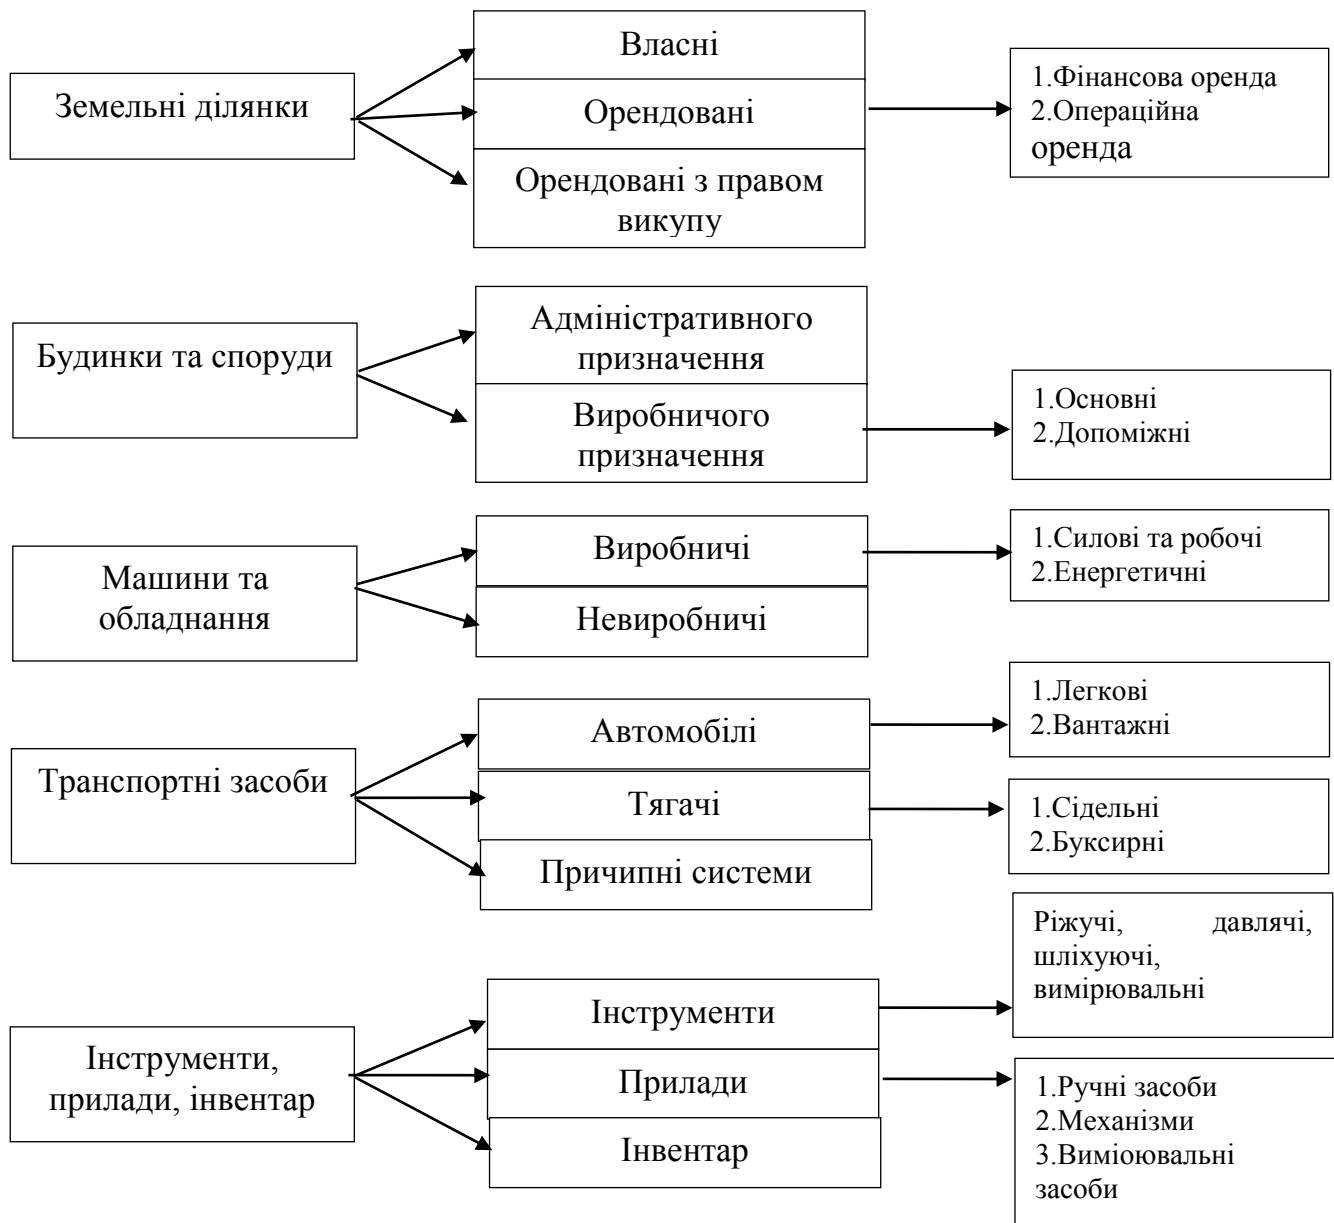 Земельні ділянки
Власні
Орендовані
Орендовані з правом
викупу
1.Фінансова оренда
2.Операційна
оренда
Будинки та споруди
Адміністративного
призначення
Виробничого
призначення
1.Основні
2.Допоміжні
Машини та
обладнання
Виробничі
Невиробничі
1.Силові та робочі
2.Енергетичні
Транспортні засоби
Автомобілі
Тягачі
Причипні системи
1.Легкові
2.Вантажні
1.Сідельні
2.Буксирні
Інструменти,
прилади, інвентар
Інструменти
Прилади
Інвентар
Ріжучі, давлячі,
шліхуючі,
вимірювальні
1.Ручні засоби
2.Механізми
3.Виміоювальні
засоби